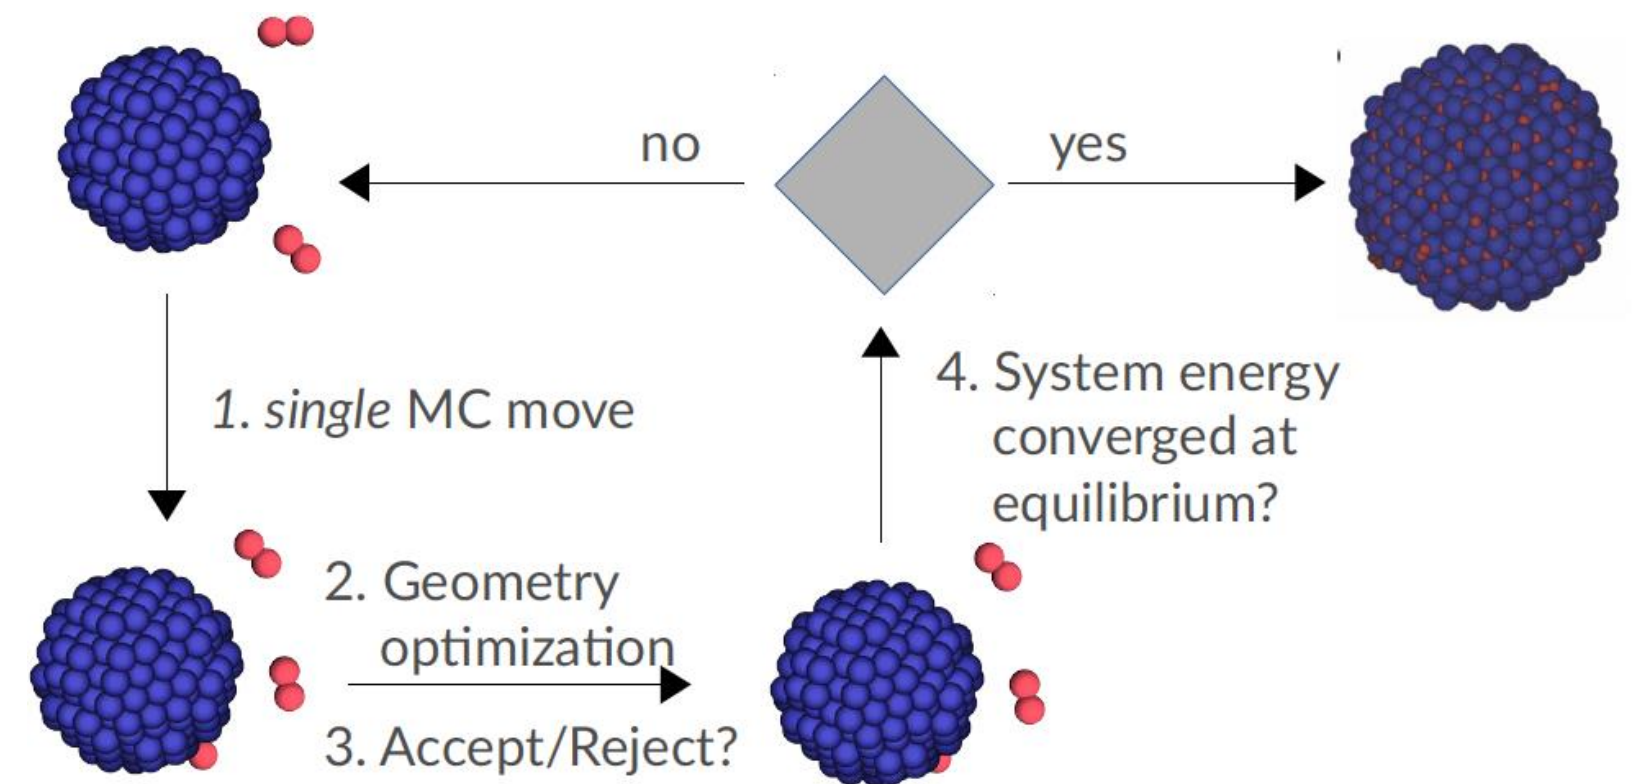 no
yes
1. single MC move
2. Geometry
optimization
3. Accept/Reject?
4. System energy
converged at
equilibrium?